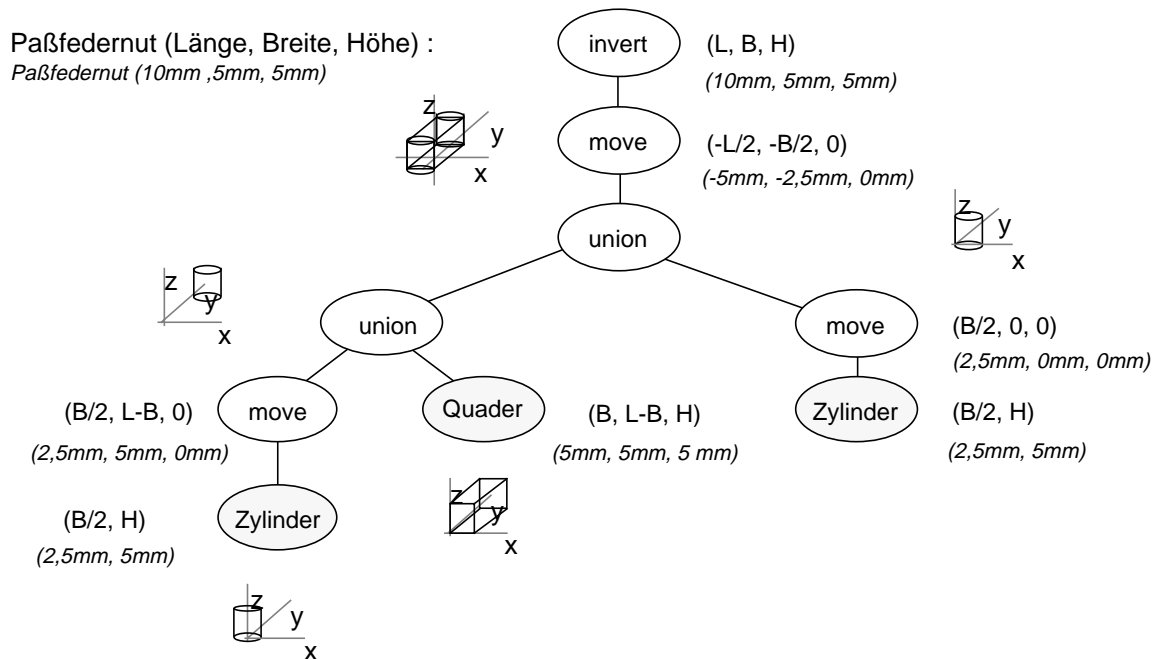 Paßfedernut (Länge, Breite, Höhe) :
Paßfedernut (10mm ,5mm, 5mm)
invert
(L, B, H)
(10mm, 5mm, 5mm)
z
y
x
move
(-L/2, -B/2, 0)
(-5mm, -2,5mm, 0mm)
union
z
y
x
z
y
x
union
move
(B/2, 0, 0)
(2,5mm, 0mm, 0mm)
(B/2, L-B, 0)
move
(2,5mm, 5mm, 0mm)
Quader
(B, L-B, H)
(5mm, 5mm, 5 mm)
Zylinder
(B/2, H)
(2,5mm, 5mm)
z
y
x
(B/2, H)
Zylinder
(2,5mm, 5mm)
z
y
x